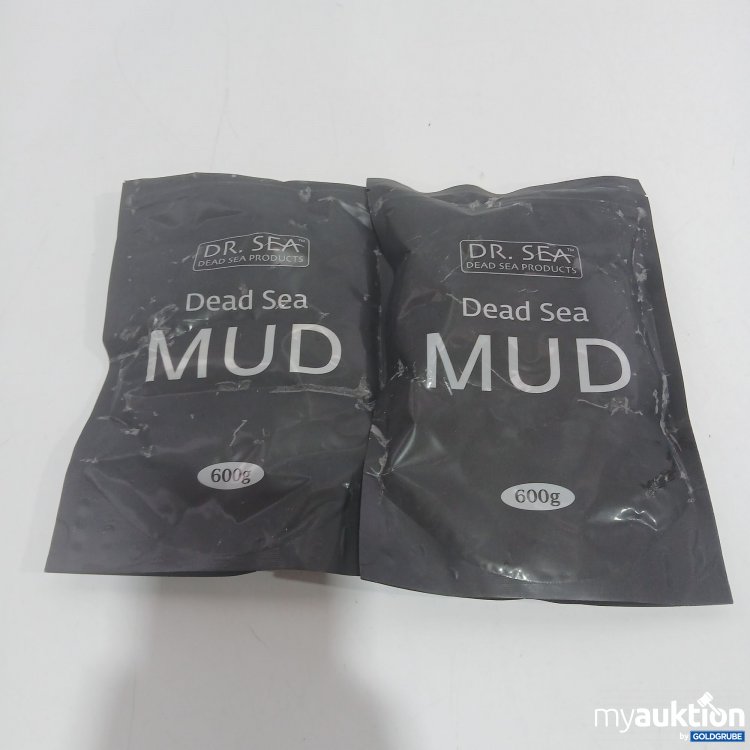 DR. SEA™
DEAD SEA PRODUCTS
Dead Sea
MUD
600g
DR. SEA™
DEAD SEA PRODUCTS
Dead Sea
MUD
600g
myauktion
by GOLDGRUBE